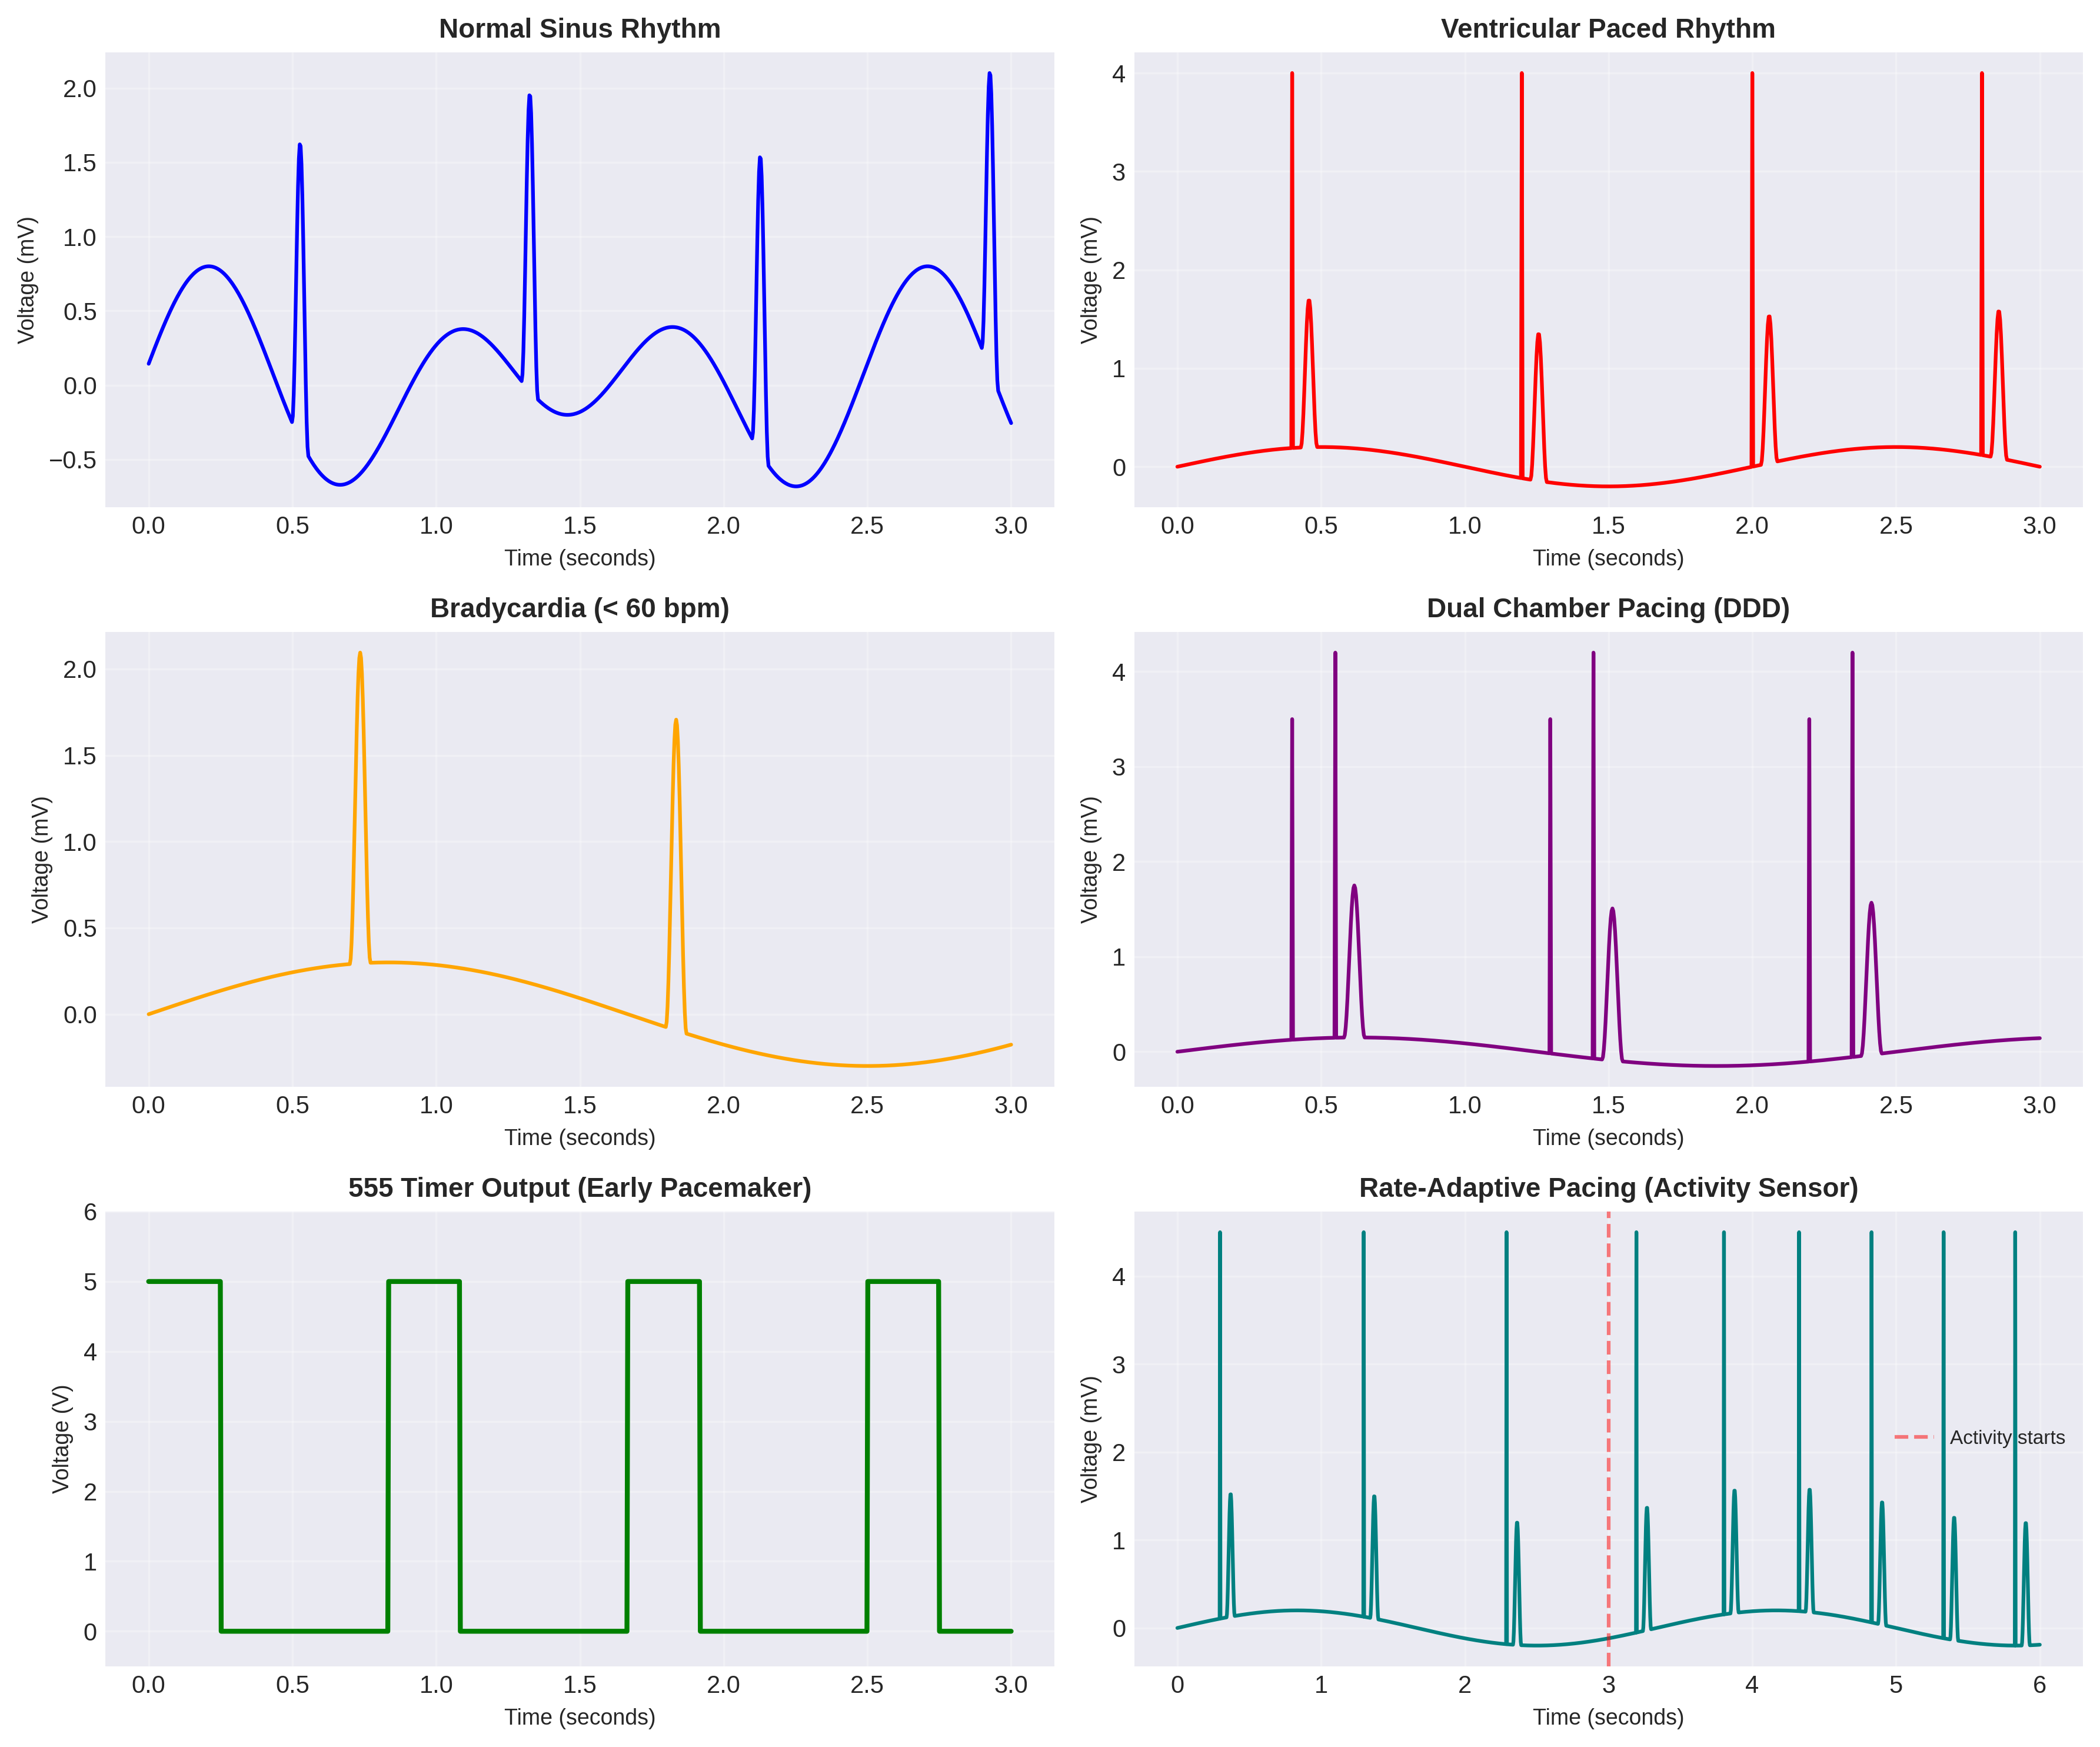 Normal Sinus Rhythm
Voltage (mV)
2.0
1.5
1.0
0.5
0.0
−0.5
0.0 0.5 1.0 1.5 2.0 2.5 3.0
Time (seconds)
Ventricular Paced Rhythm
Voltage (mV)
4
3
2
1
0
0.0 0.5 1.0 1.5 2.0 2.5 3.0
Time (seconds)
Bradycardia (< 60 bpm)
Voltage (mV)
2.0
1.5
1.0
0.5
0.0
0.0 0.5 1.0 1.5 2.0 2.5 3.0
Time (seconds)
Dual Chamber Pacing (DDD)
Voltage (mV)
4
3
2
1
0
0.0 0.5 1.0 1.5 2.0 2.5 3.0
Time (seconds)
555 Timer Output (Early Pacemaker)
Voltage (V)
6
5
4
3
2
1
0
0.0 0.5 1.0 1.5 2.0 2.5 3.0
Time (seconds)
Rate-Adaptive Pacing (Activity Sensor)
Voltage (mV)
4
3
2
1
0
Activity starts
0 1 2 3 4 5 6
Time (seconds)